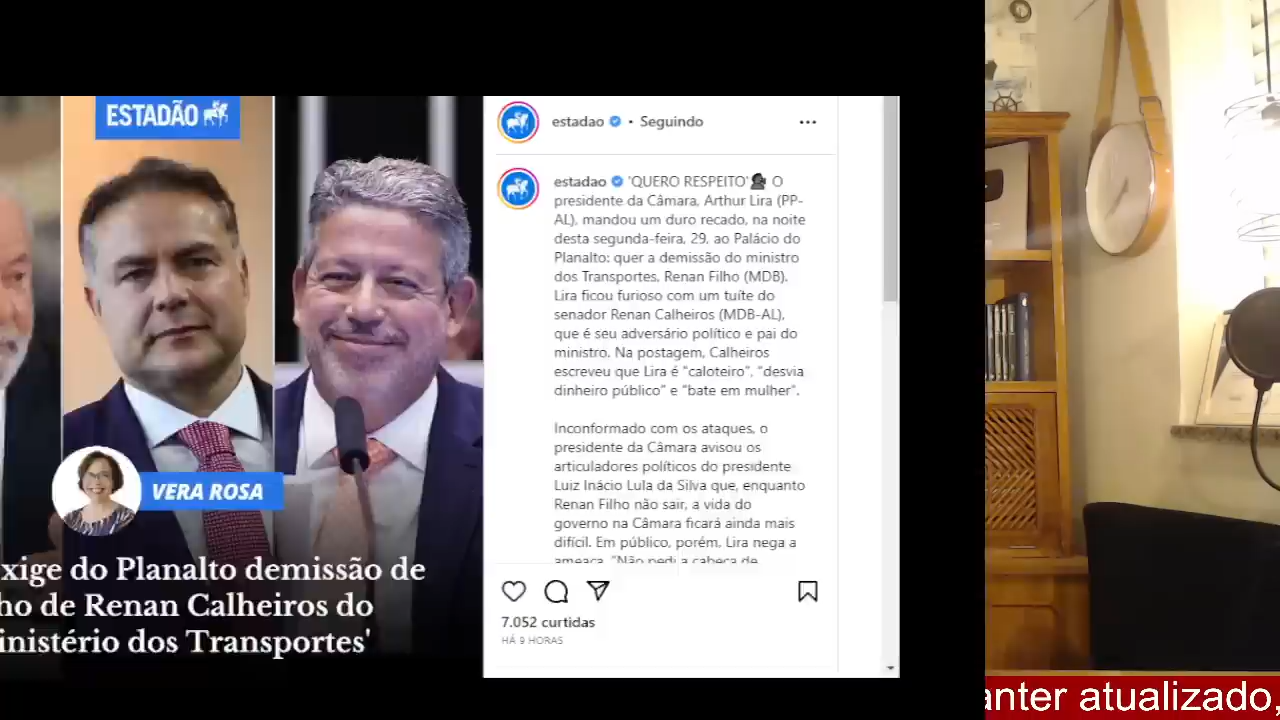 ESTADÃO
VERA ROSA
xige do Planalto demissão de
ho de Renan Calheiros do
inistério dos Transportes'
estadao • Seguindo
estadao 'QUERO RESPEITO' O
presidente da Câmara, Arthur Lira (PP-
AL), mandou um duro recado, na noite
desta segunda-feira, 29, ao Palácio do
Planalto: quer a demissão do ministro
dos Transportes, Renan Filho (MDB).
Lira ficou furioso com um tuíte do
senador Renan Calheiros (MDB-AL),
que é seu adversário político e pai do
ministro. Na postagem, Calheiros
escreveu que Lira é "caloteiro", "desvia
dinheiro público" e "bate em mulher".
Inconformado com os ataques, o
presidente da Câmara avisou os
articuladores políticos do presidente
Luiz Inácio Lula da Silva que, enquanto
Renan Filho não sair, a vida do
governo na Câmara ficará ainda mais
difícil. Em público, porém, Lira nega a
ameaça. "Não pedi a cabeça de
7.052 curtidas
HÁ 9 HORAS
anter atualizado,